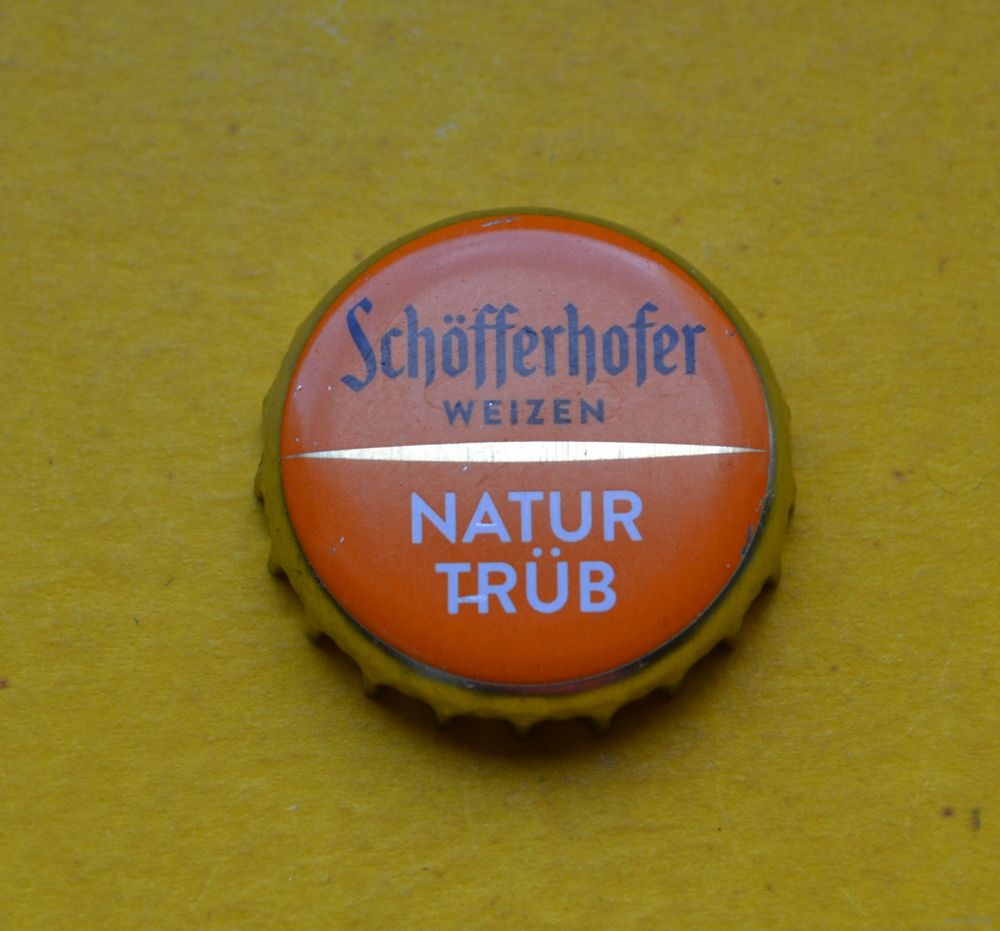 Schöfferhofer
WEIZEN
NATUR
TRÜB